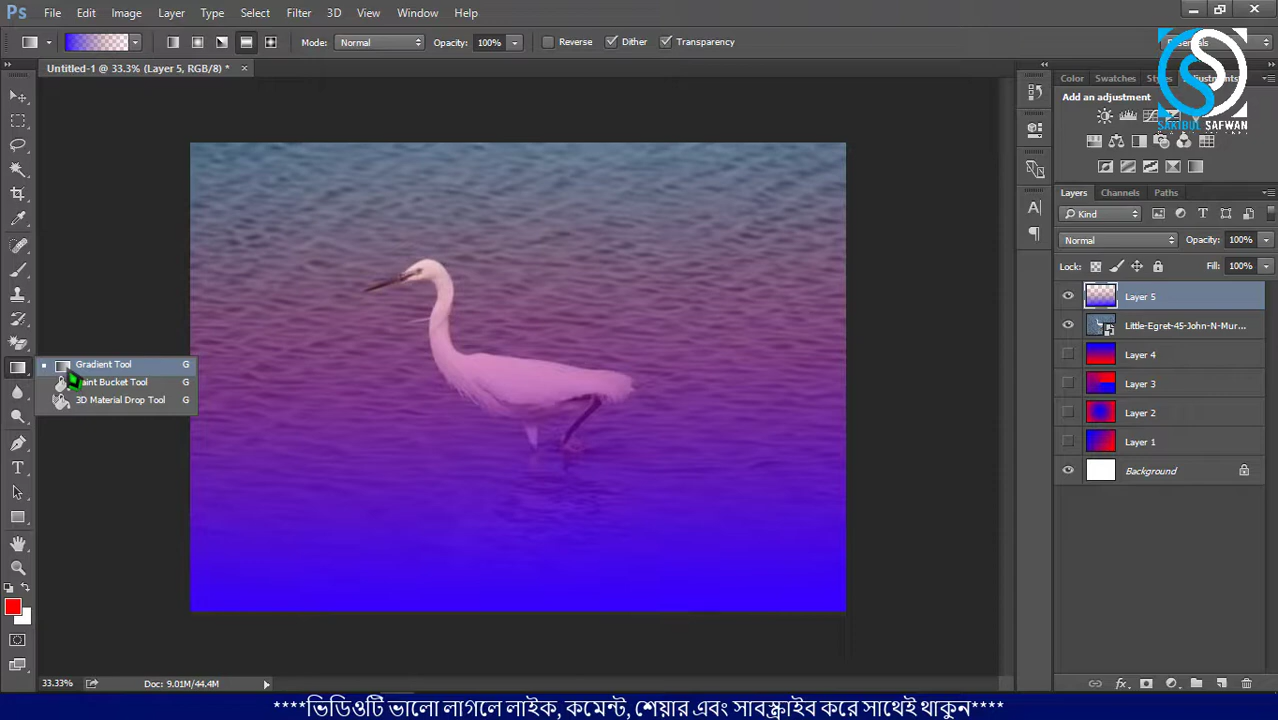 Ps File Edit Image Layer Type Select Filter 3D View Window Help
Mode: Normal Opacity: 100% Reverse Dither Transparency
Untitled-1 @ 33.3% (Layer 5, RGB/8) * ×
Color Swatches
Add an adjustment
SAKIBUL SAFWAN
Layers Channels Paths
Kind
Normal Opacity: 100%
Lock: Fill: 100%
Layer 5
Little-Egret-45-John-N-Mur...
Layer 4
Layer 3
Layer 2
Layer 1
Background
Gradient Tool G
Paint Bucket Tool G
3D Material Drop Tool G
33.33% Doc: 9.01M/44.4M
****ভিডিওটি ভালো লাগলে লাইক, কমেন্ট, শেয়ার এবং সাবস্ক্রাইব করে সাথেই থাকুন****